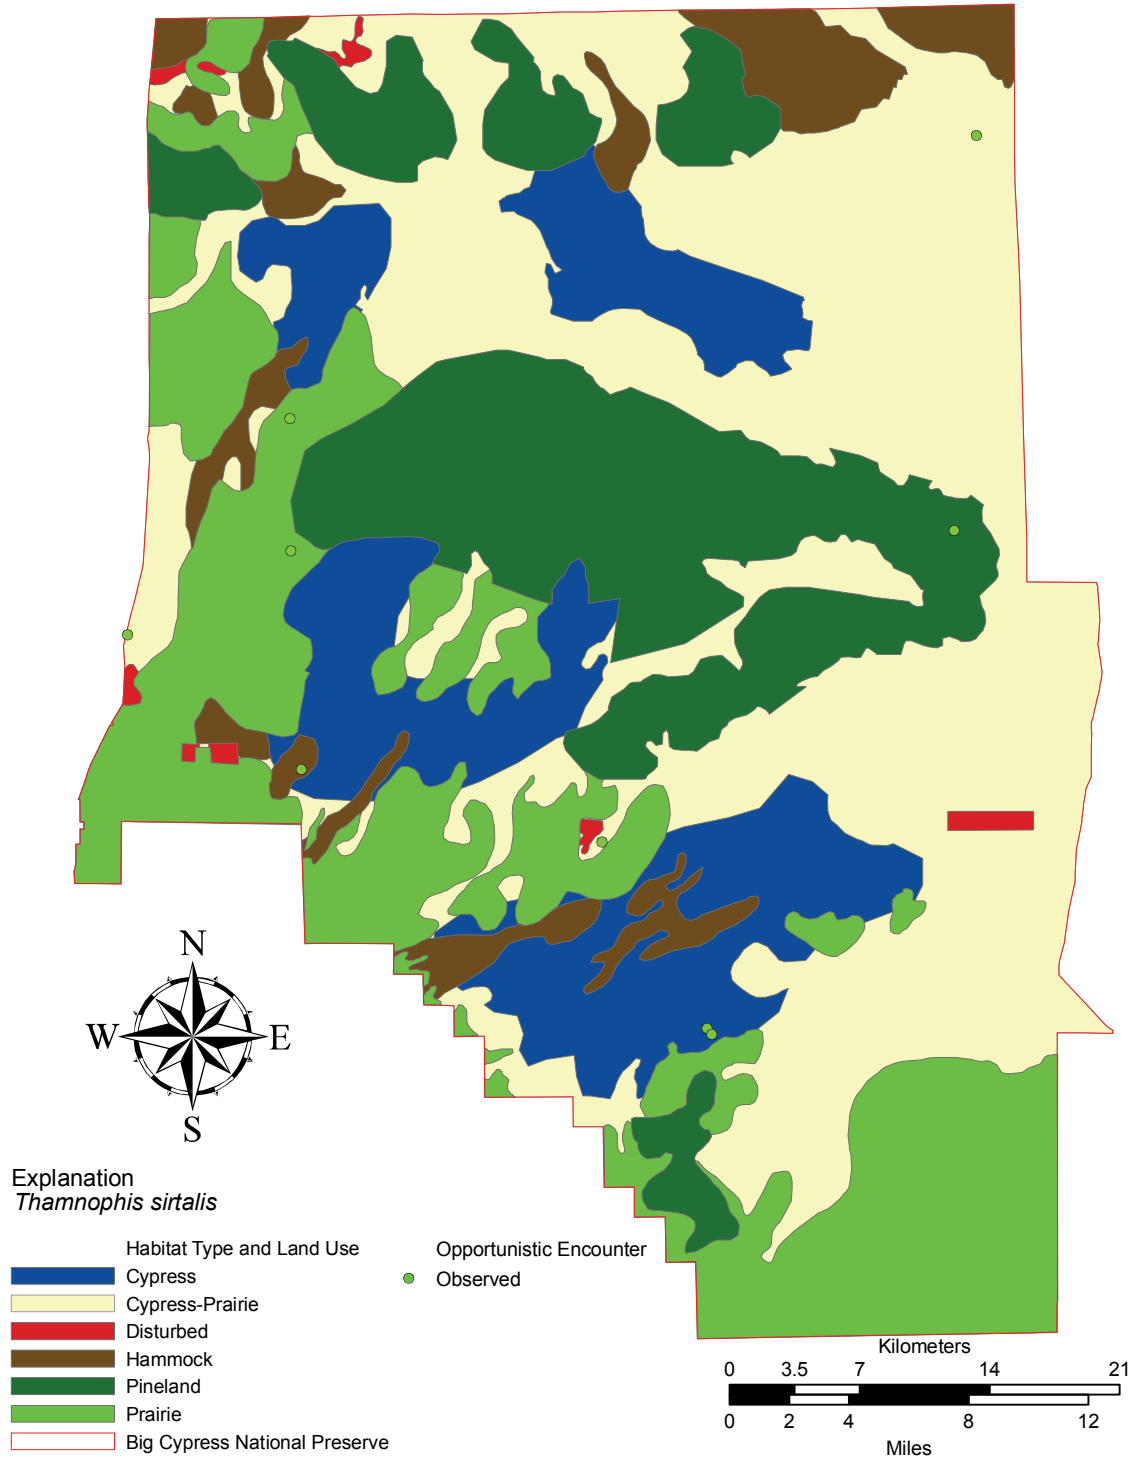 N
W E
S
Explanation
Thamnophis sirtalis
Habitat Type and Land Use
Cypress
Cypress-Prairie
Disturbed
Hammock
Pineland
Prairie
Big Cypress National Preserve
Opportunistic Encounter
Observed
Kilometers
0 3.5 7 14 21
0 2 4 8 12
Miles